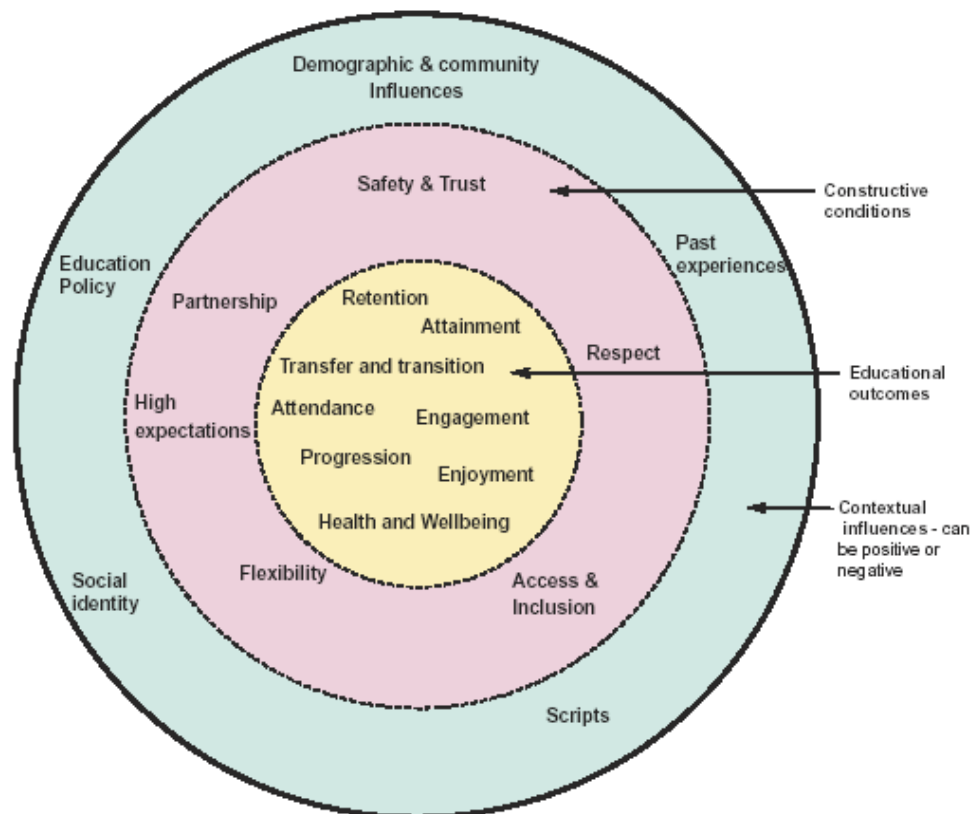 Demographic & community
Influences
Safety & Trust
Constructive
conditions
Past
experiences
Education
Policy
Partnership
Retention
Attainment
Respect
Transfer and transition
Educational
outcomes
High
expectations
Attendance
Engagement
Progression
Enjoyment
Contextual
influences - can
be positive or
negative
Health and Wellbeing
Flexibility
Access &
Inclusion
Social
identity
Scripts